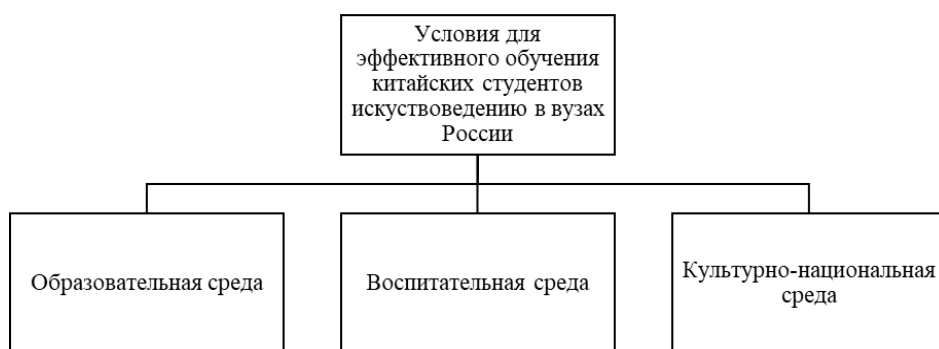 Условия для
эффективного обучения
китайских студентов
искуствоведению в вузах
России
Образовательная среда
Воспитательная среда
Культурно-национальная
среда